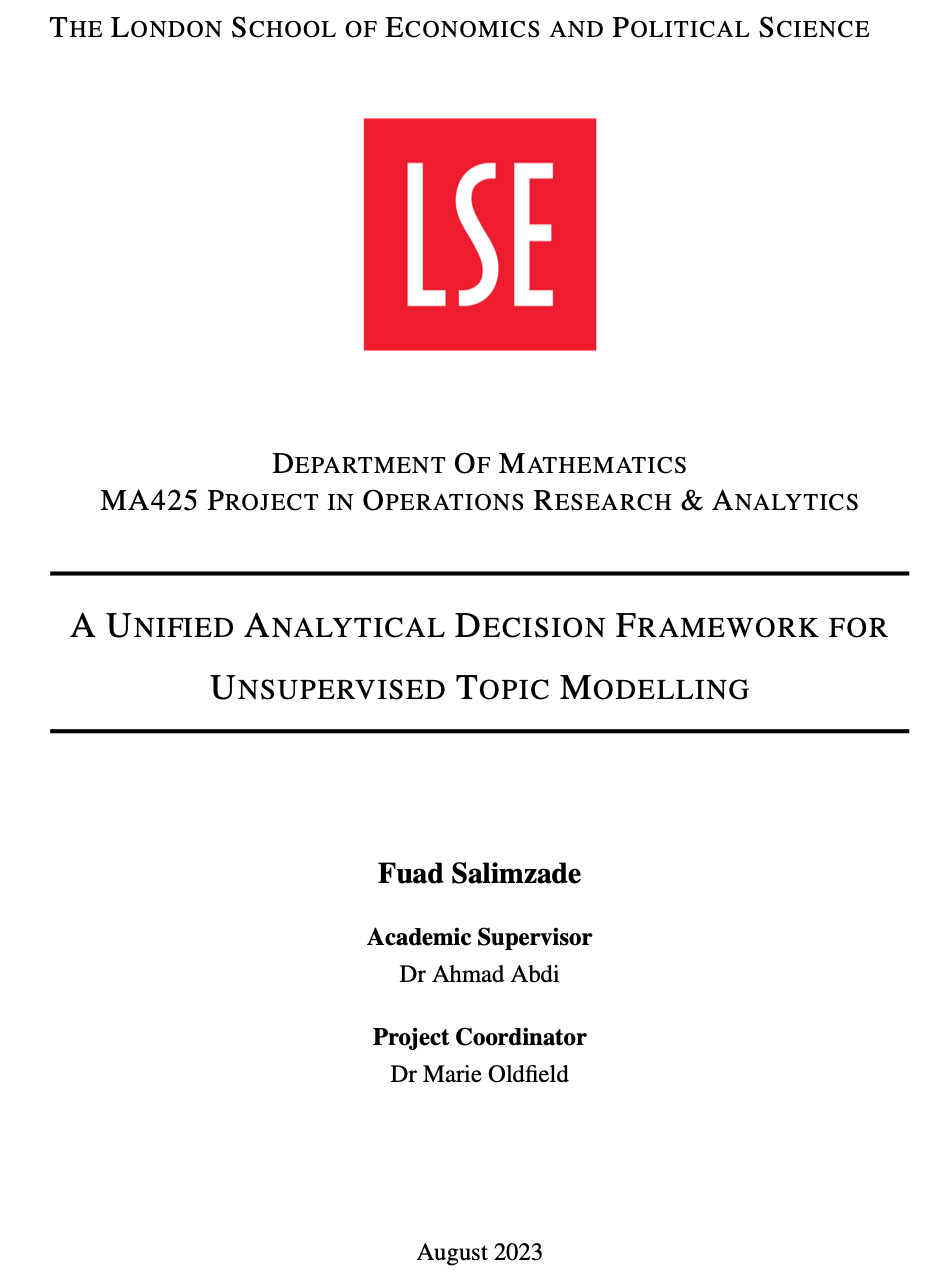 THE LONDON SCHOOL OF ECONOMICS AND POLITICAL SCIENCE
LSE
DEPARTMENT OF MATHEMATICS
MA425 PROJECT IN OPERATIONS RESEARCH & ANALYTICS
A UNIFIED ANALYTICAL DECISION FRAMEWORK FOR
UNSUPERVISED TOPIC MODELLING
Fuad Salimzade
Academic Supervisor
Dr Ahmad Abdi
Project Coordinator
Dr Marie Oldfield
August 2023